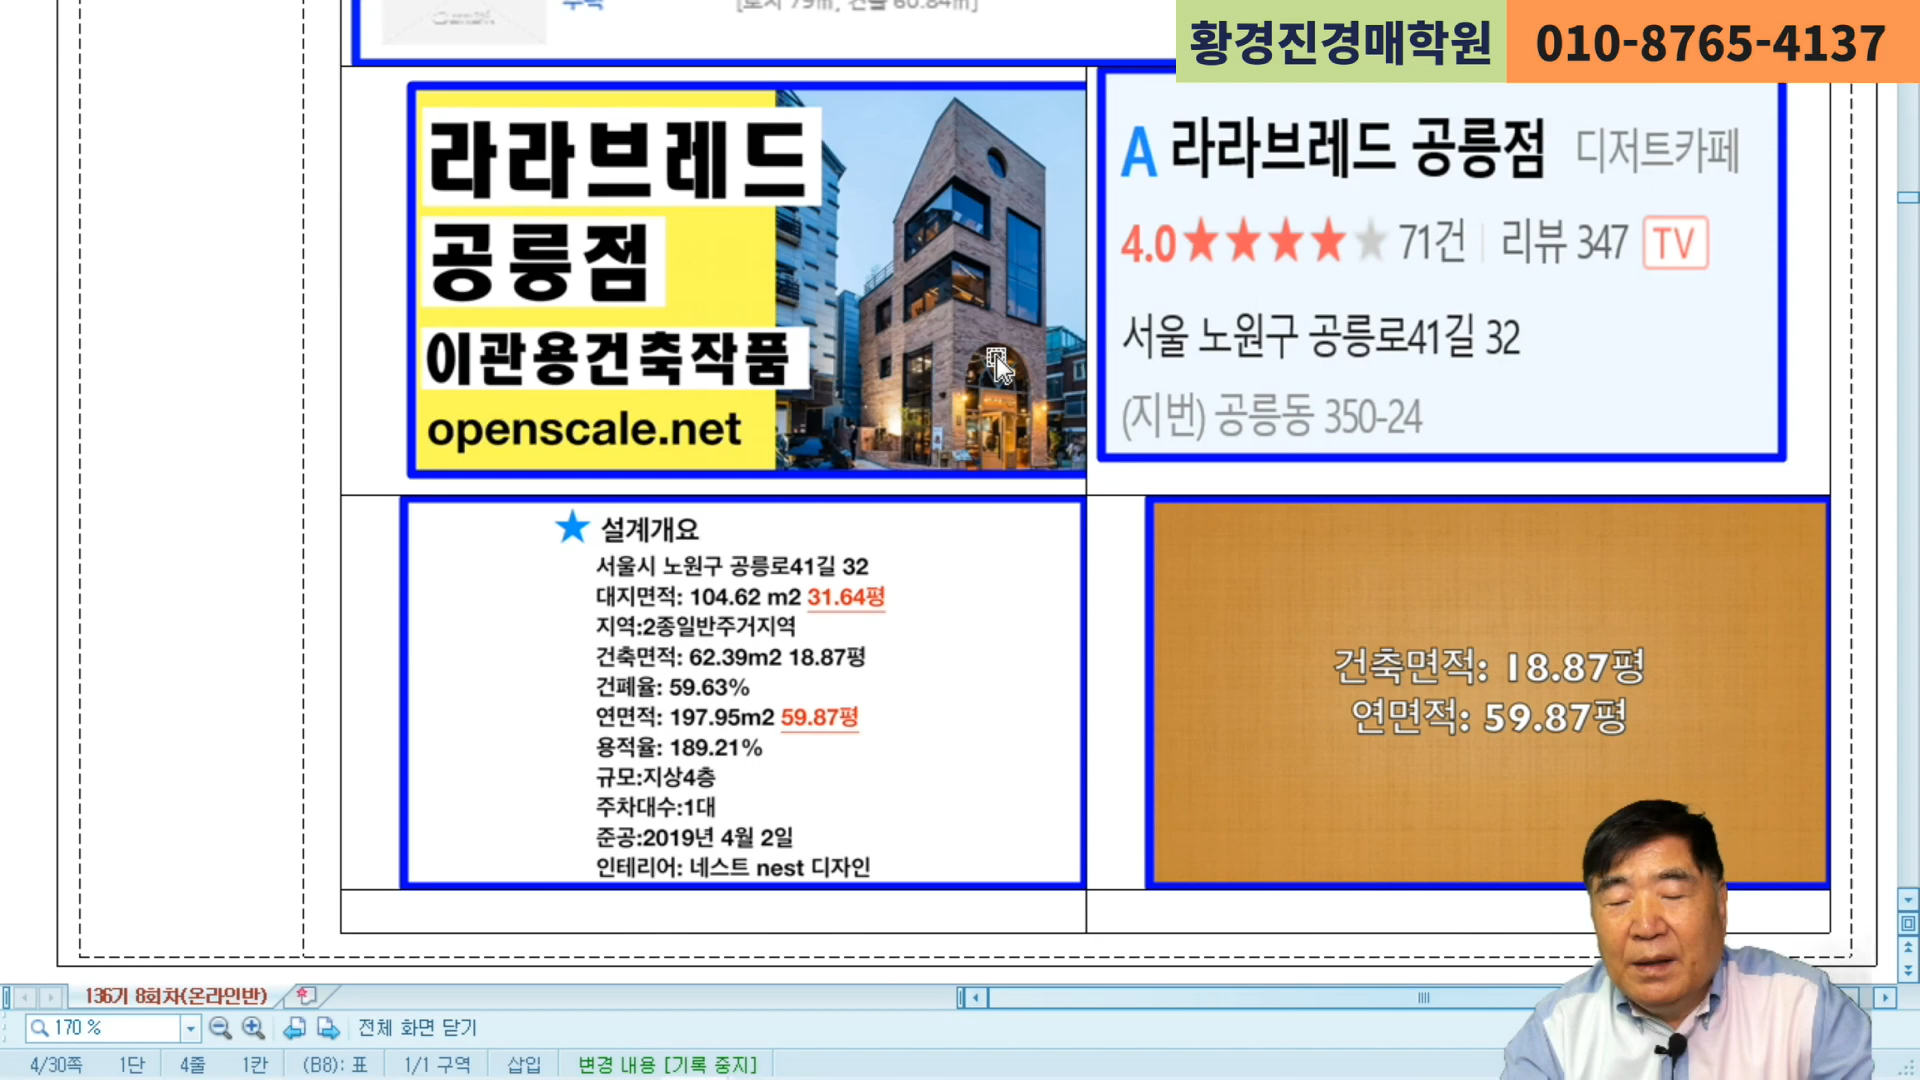 황경진경매학원 010-8765-4137
[토지 79㎡, 건물 60.84㎡]
라라브레드
공릉점
이관용건축작품
openscale.net
A 라라브레드 공릉점 디저트카페
4.0★★★★★ 71건 리뷰 347 TV
서울 노원구 공릉로41길 32
(지번) 공릉동 350-24
★ 설계개요
서울시 노원구 공릉로41길 32
대지면적: 104.62 m2 31.64평
지역:2종일반주거지역
건축면적: 62.39m2 18.87평
건폐율: 59.63%
연면적: 197.95m2 59.87평
용적율: 189.21%
규모:지상4층
주차대수:1대
준공:2019년 4월 2일
인테리어: 네스트 nest 디자인
건축면적: 18.87평
연면적: 59.87평
136기 8회차(온라인반)
170 % 전체 화면 닫기
4/30쪽 1단 4줄 1칸 (B8): 표 1/1 구역 삽입 변경 내용 [기록 중지]